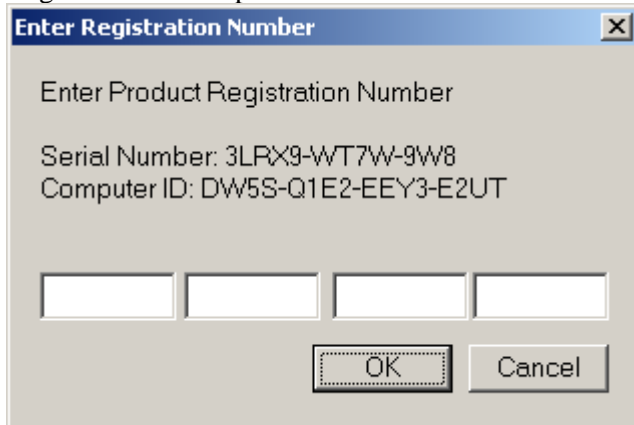 Enter Registration Number
Enter Product Registration Number
Serial Number: 3LRX9-WT7W-9W8
Computer ID: DW5S-Q1E2-EEY3-E2UT
OK Cancel